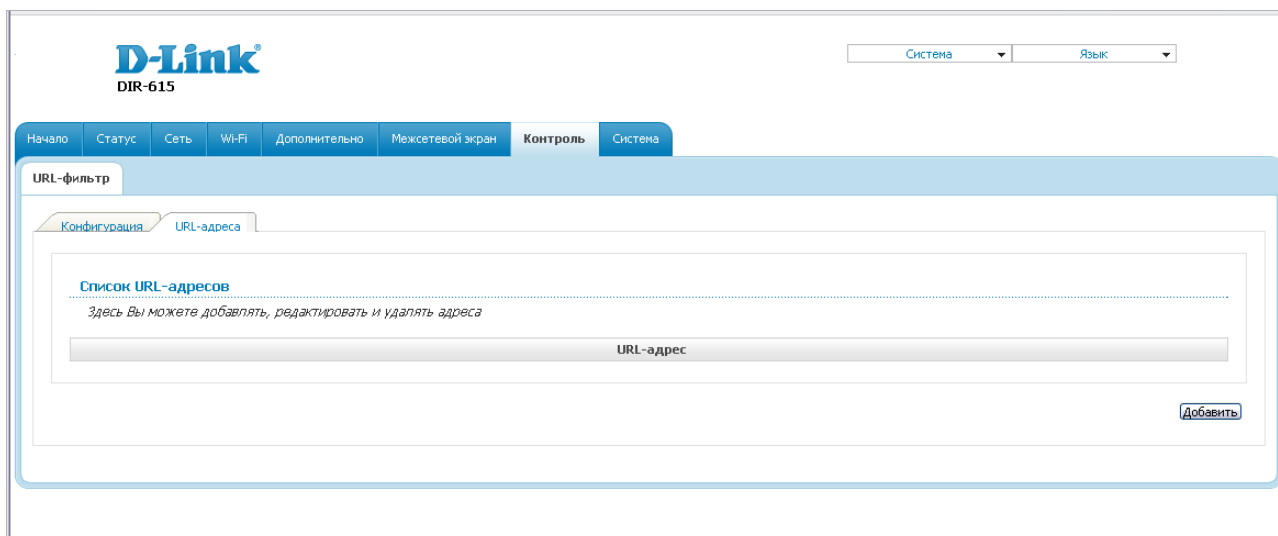 D-Link®
DIR-615
Система Язык
Начало Статус Сеть Wi-Fi Дополнительно Межсетевой экран Контроль Система
URL-фильтр
Конфигурация URL-адреса
Список URL-адресов
Здесь Вы можете добавлять, редактировать и удалять адреса
URL-адрес
Добавить